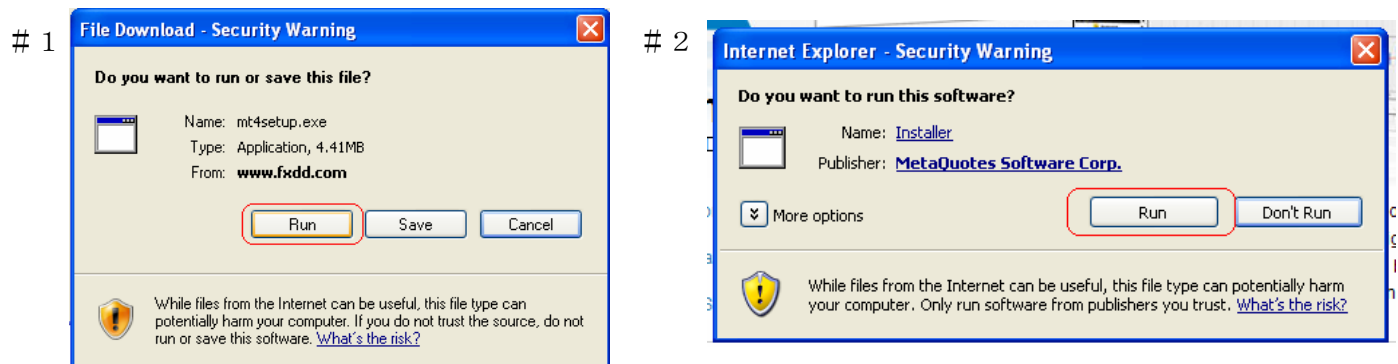 # 1
File Download - Security Warning
Do you want to run or save this file?
Name: mt4setup.exe
Type: Application, 4.41MB
From: www.fxdd.com
Run Save Cancel
While files from the Internet can be useful, this file type can
potentially harm your computer. If you do not trust the source, do not
run or save this software. What's the risk?
# 2
Internet Explorer - Security Warning
Do you want to run this software?
Name: Installer
Publisher: MetaQuotes Software Corp.
More options Run Don't Run
While files from the Internet can be useful, this file type can potentially harm
your computer. Only run software from publishers you trust. What's the risk?